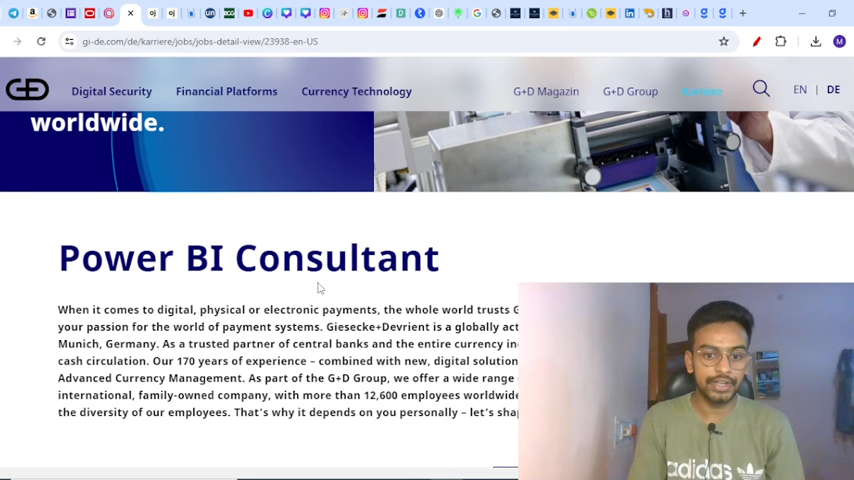 gi-de.com/de/karriere/jobs/jobs-detail-view/23938-en-US
G+D
Digital Security
Financial Platforms
Currency Technology
G+D Magazin
G+D Group
Karriere
EN | DE
worldwide.
Power BI Consultant
When it comes to digital, physical or electronic payments, the whole world trusts G
your passion for the world of payment systems. Giesecke+Devrient is a globally act
Munich, Germany. As a trusted partner of central banks and the entire currency in
cash circulation. Our 170 years of experience – combined with new, digital solution
Advanced Currency Management. As part of the G+D Group, we offer a wide range
international, family-owned company, with more than 12,600 employees worldwide
the diversity of our employees. That's why it depends on you personally – let's shap
adidas